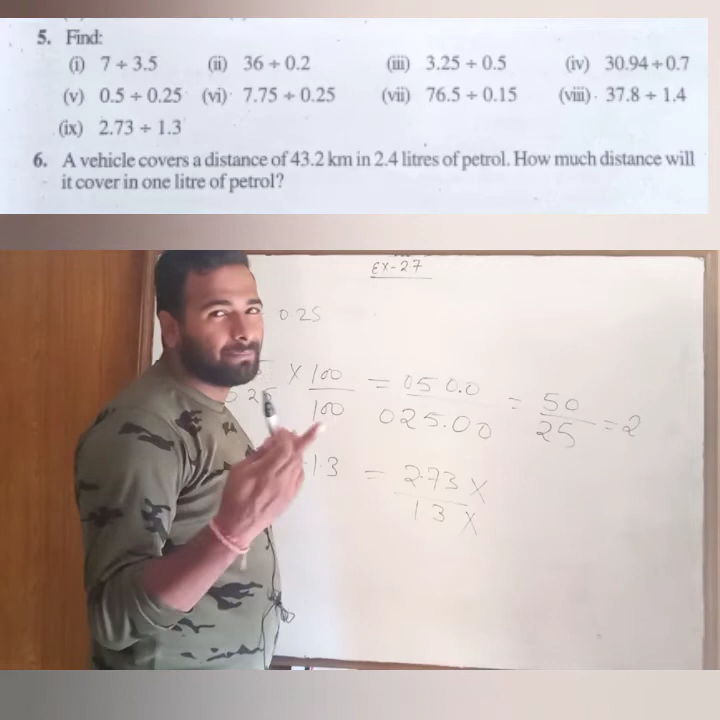 5. Find:
(i) 7 ÷ 3.5 (ii) 36 ÷ 0.2 (iii) 3.25 ÷ 0.5 (iv) 30.94 ÷ 0.7
(v) 0.5 ÷ 0.25 (vi) 7.75 ÷ 0.25 (vii) 76.5 ÷ 0.15 (viii) 37.8 ÷ 1.4
(ix) 2.73 ÷ 1.3
6. A vehicle covers a distance of 43.2 km in 2.4 litres of petrol. How much distance will
it cover in one litre of petrol?
EX-2.7
0.25
X 100 = 050.0 = 50 = 2
100 025.00 25
1.3 = 2.73 X
1.3 X